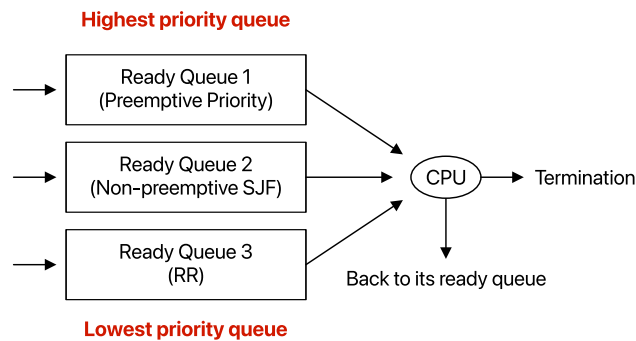 Highest priority queue
Ready Queue 1
(Preemptive Priority)
Ready Queue 2
(Non-preemptive SJF)
CPU
Termination
Ready Queue 3
(RR)
Back to its ready queue
Lowest priority queue